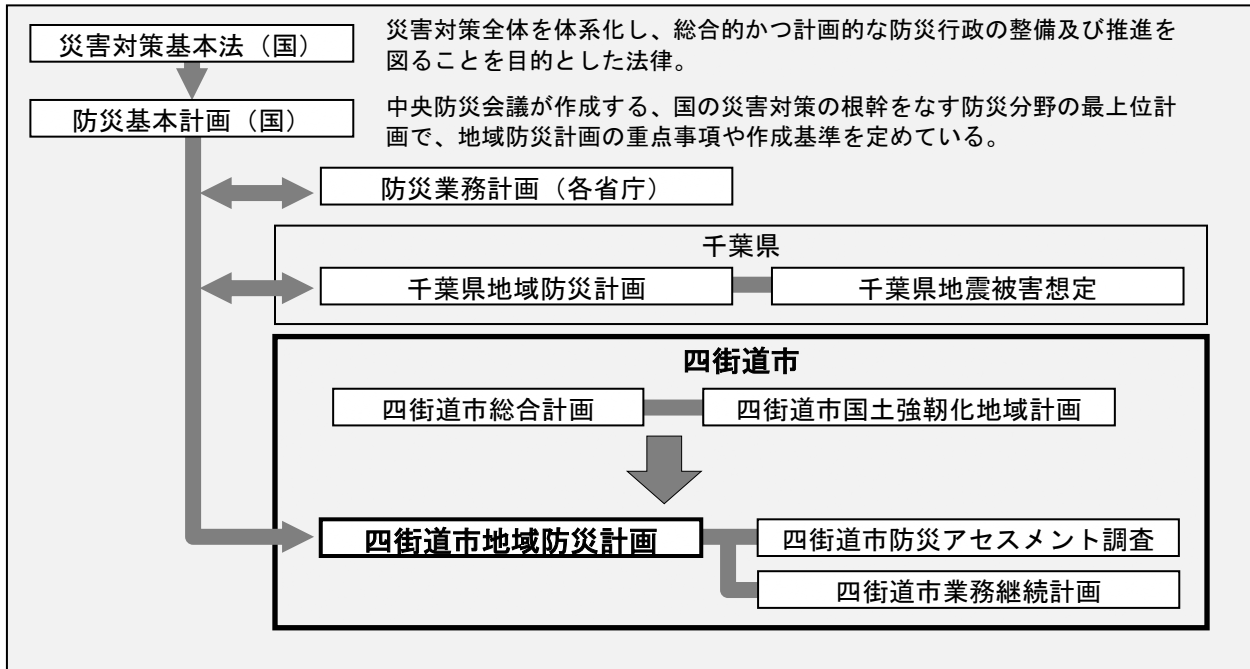 災害対策基本法(国)
災害対策全体を体系化し、総合的かつ計画的な防災行政の整備及び推進を
図ることを目的とした法律。
防災基本計画(国)
中央防災会議が作成する、国の災害対策の根幹をなす防災分野の最上位計
画で、地域防災計画の重点事項や作成基準を定めている。
防災業務計画(各省庁)
千葉県
千葉県地域防災計画
千葉県地震被害想定
四街道市
四街道市総合計画
四街道市国土強靭化地域計画
四街道市地域防災計画
四街道市防災アセスメント調査
四街道市業務継続計画